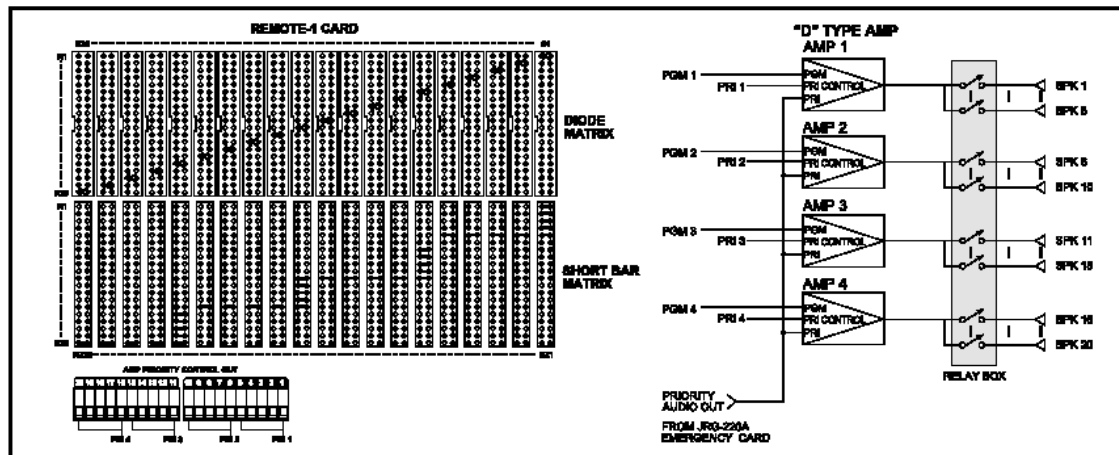 REMOTE-1 CARD
DIODE
MATRIX
SHORT BAR
MATRIX
AMP PRIORITY CONTROL OUT
PRI 4
PRI 3
PRI 2
PRI 1
"D" TYPE AMP
AMP 1
PGM 1
PRI 1
PGM
PRI CONTROL
PRI
SPK 1
SPK 5
AMP 2
PGM 2
PRI 2
PGM
PRI CONTROL
PRI
SPK 6
SPK 10
AMP 3
PGM 3
PRI 3
PGM
PRI CONTROL
PRI
SPK 11
SPK 15
AMP 4
PGM 4
PRI 4
PGM
PRI CONTROL
PRI
SPK 16
SPK 20
RELAY BOX
PRIORITY
AUDIO OUT
FROM JRG-220A
EMERGENCY CARD